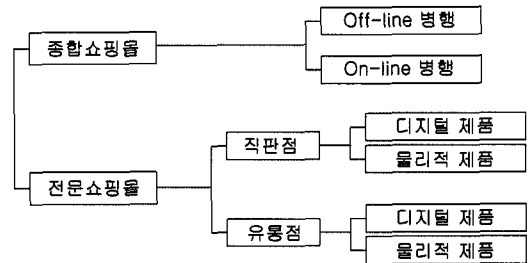 Off-line 병행
종합쇼핑몰
On-line 병행
디지털 제품
직판점
물리적 제품
전문쇼핑몰
디지털 제품
유통점
물리적 제품